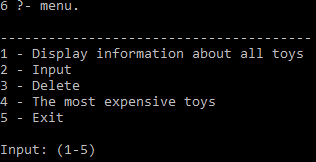 6 ?- menu.
----------------------------------------
1 - Display information about all toys
2 - Input
3 - Delete
4 - The most expensive toys
5 - Exit
Input: (1-5)